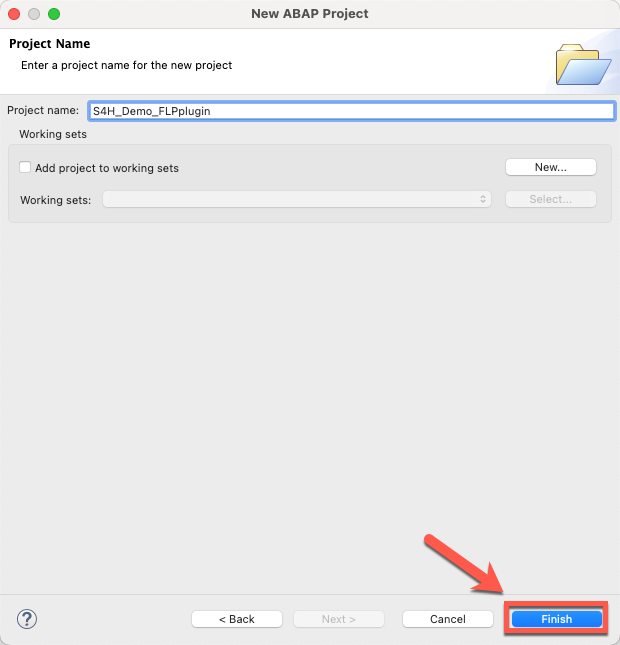 New ABAP Project
Project Name
Enter a project name for the new project
Project name: S4H_Demo_FLPplugin
Working sets
Add project to working sets New...
Working sets: Select...
? < Back Next > Cancel Finish